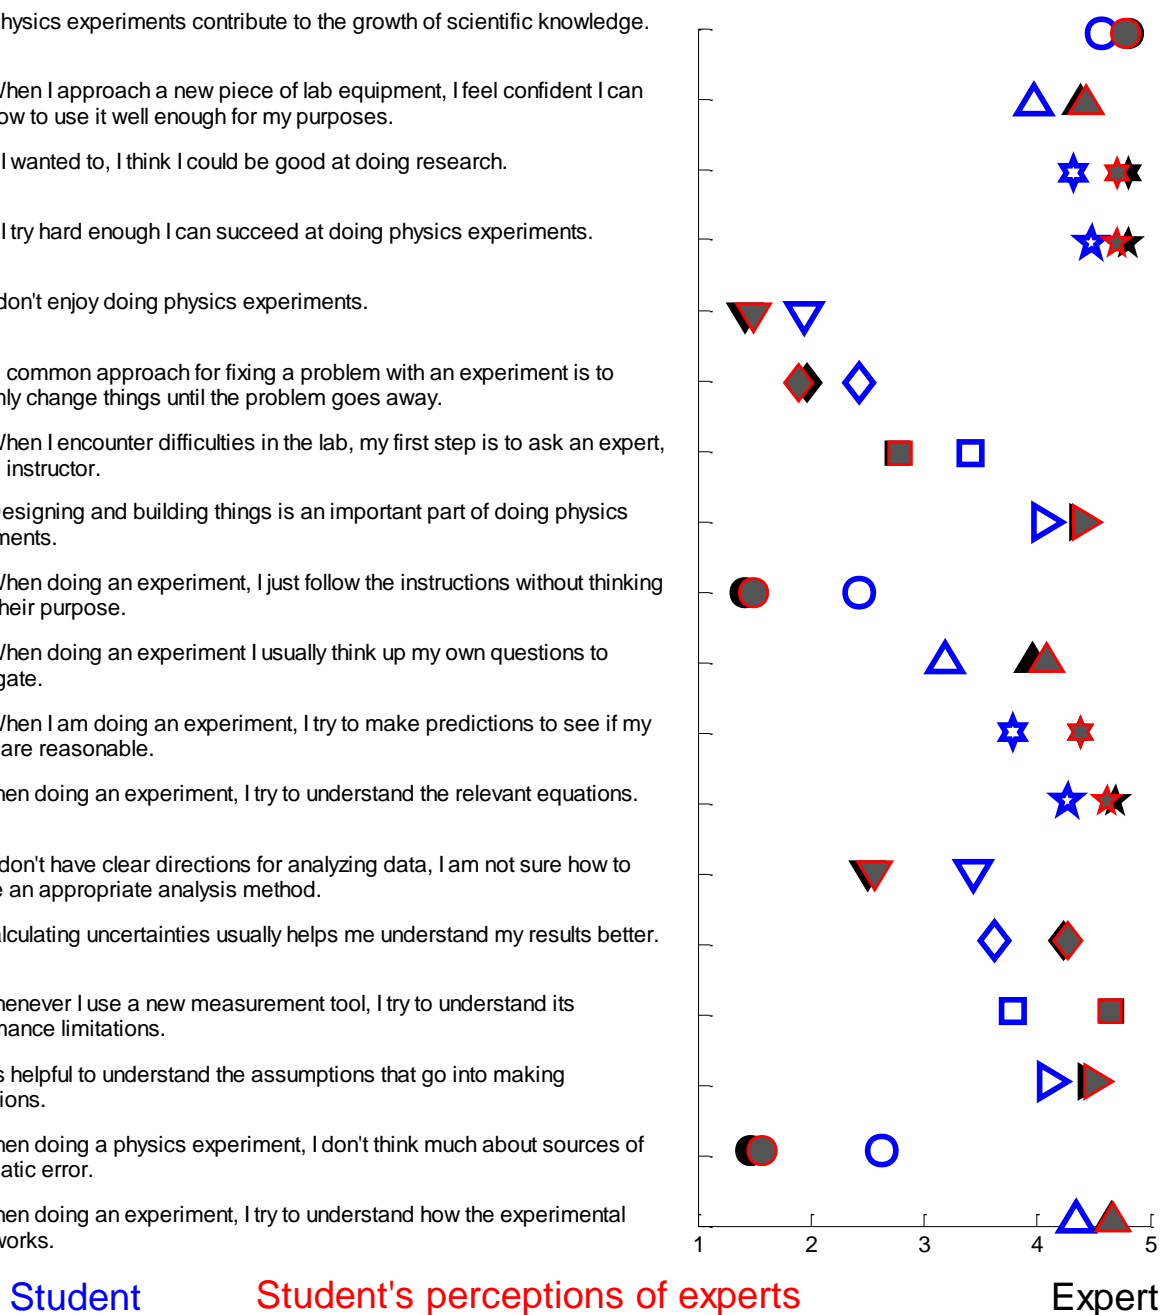 hysics experiments contribute to the growth of scientific knowledge.
When I approach a new piece of lab equipment, I feel confident I can
ow to use it well enough for my purposes.
I wanted to, I think I could be good at doing research.
I try hard enough I can succeed at doing physics experiments.
don't enjoy doing physics experiments.
common approach for fixing a problem with an experiment is to
nly change things until the problem goes away.
When I encounter difficulties in the lab, my first step is to ask an expert,
instructor.
Designing and building things is an important part of doing physics
ments.
When doing an experiment, I just follow the instructions without thinking
their purpose.
When doing an experiment I usually think up my own questions to
gate.
When I am doing an experiment, I try to make predictions to see if my
are reasonable.
hen doing an experiment, I try to understand the relevant equations.
don't have clear directions for analyzing data, I am not sure how to
e an appropriate analysis method.
alculating uncertainties usually helps me understand my results better.
henever I use a new measurement tool, I try to understand its
mance limitations.
s helpful to understand the assumptions that go into making
tions.
hen doing a physics experiment, I don't think much about sources of
atic error.
hen doing an experiment, I try to understand how the experimental
works.
1 2 3 4 5
Student Student's perceptions of experts Expert